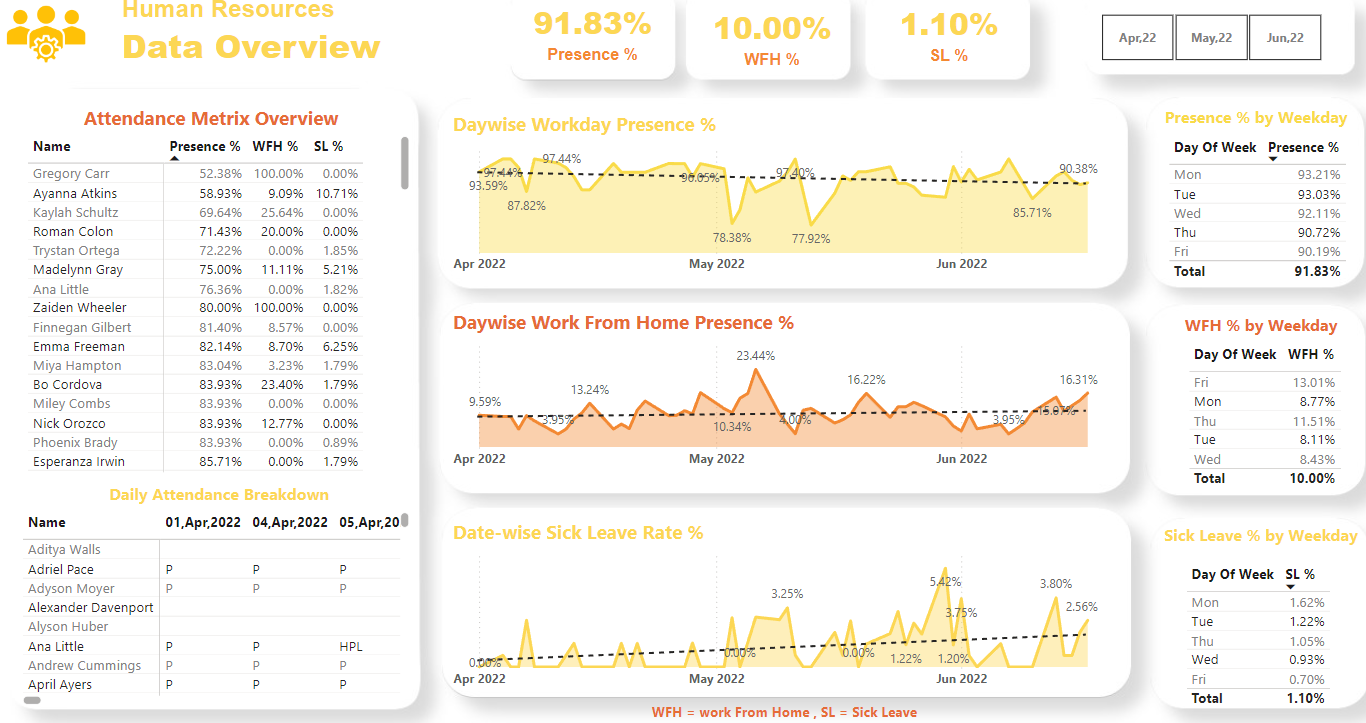 Human Resources
Data Overview
91.83%
Presence %
10.00%
WFH %
1.10%
SL %
Apr,22
May,22
Jun,22
Attendance Metrix Overview
Name Presence % WFH % SL %
Gregory Carr 52.38% 100.00% 0.00%
Ayanna Atkins 58.93% 9.09% 10.71%
Kaylah Schultz 69.64% 25.64% 0.00%
Roman Colon 71.43% 20.00% 0.00%
Trystan Ortega 72.22% 0.00% 1.85%
Madelynn Gray 75.00% 11.11% 5.21%
Ana Little 76.36% 0.00% 1.82%
Zaiden Wheeler 80.00% 100.00% 0.00%
Finnegan Gilbert 81.40% 8.57% 0.00%
Emma Freeman 82.14% 8.70% 6.25%
Miya Hampton 83.04% 3.23% 1.79%
Bo Cordova 83.93% 23.40% 1.79%
Miley Combs 83.93% 0.00% 0.00%
Nick Orozco 83.93% 12.77% 0.00%
Phoenix Brady 83.93% 0.00% 0.89%
Esperanza Irwin 85.71% 0.00% 1.79%
Daily Attendance Breakdown
Name 01,Apr,2022 04,Apr,2022 05,Apr,20
Aditya Walls
Adriel Pace P P P
Adyson Moyer P P P
Alexander Davenport
Alyson Huber
Ana Little P P HPL
Andrew Cummings P P P
April Ayers P P P
Daywise Workday Presence %
97.44%
97.44%
93.59%
87.82%
96.05%
78.38%
97.40%
77.92%
85.71%
90.38%
Apr 2022 May 2022 Jun 2022
Daywise Work From Home Presence %
9.59%
3.95%
13.24%
10.34%
23.44%
4.00%
16.22%
3.95%
15.07%
16.31%
Apr 2022 May 2022 Jun 2022
Date-wise Sick Leave Rate %
0.00%
0.00%
3.25%
0.00%
1.22%
5.42%
3.75%
1.20%
3.80%
2.56%
Apr 2022 May 2022 Jun 2022
WFH = work From Home , SL = Sick Leave
Presence % by Weekday
Day Of Week Presence %
Mon 93.21%
Tue 93.03%
Wed 92.11%
Thu 90.72%
Fri 90.19%
Total 91.83%
WFH % by Weekday
Day Of Week WFH %
Fri 13.01%
Mon 8.77%
Thu 11.51%
Tue 8.11%
Wed 8.43%
Total 10.00%
Sick Leave % by Weekday
Day Of Week SL %
Mon 1.62%
Tue 1.22%
Thu 1.05%
Wed 0.93%
Fri 0.70%
Total 1.10%